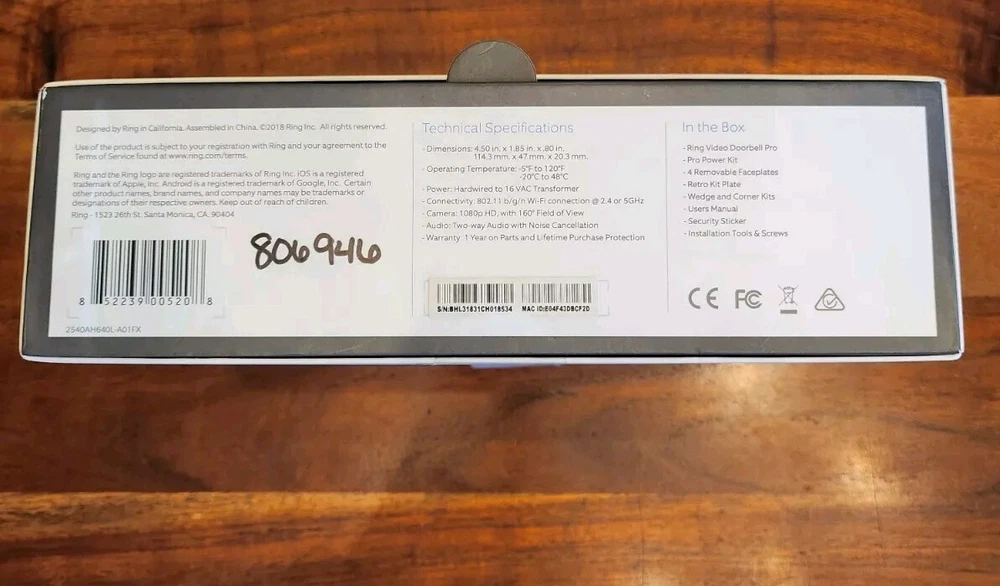 Designed by Ring in California. Assembled in China. ©2018 Ring Inc. All rights reserved.
Use of the product is subject to your registration with Ring and your agreement to the
Terms of Service found at www.ring.com/terms.
Ring and the Ring logo are registered trademarks of Ring Inc. iOS is a registered
trademark of Apple, Inc. Android is a registered trademark of Google, Inc. Certain
other product names, brand names, and company names may be trademarks or
designations of their respective owners. Keep out of reach of children.
Ring - 1523 26th St. Santa Monica, CA. 90404
8 52239 00520 8
806946
2540AH640L-A01FX
Technical Specifications
- Dimensions: 4.50 in. x 1.85 in. x .80 in.
114.3 mm. x 47 mm. x 20.3 mm.
- Operating Temperature: -5°F to 120°F
-20°C to 48°C
- Power: Hardwired to 16 VAC Transformer
- Connectivity: 802.11 b/g/n Wi-Fi connection @ 2.4 or 5GHz
- Camera: 1080p HD, with 160° Field of View
- Audio: Two-way Audio with Noise Cancellation
- Warranty: 1 Year on Parts and Lifetime Purchase Protection
S/N:BHL31831CH018534 MAC ID:E04F43DBCF2D
In the Box
- Ring Video Doorbell Pro
- Pro Power Kit
- 4 Removable Faceplates
- Retro Kit Plate
- Wedge and Corner Kits
- Users Manual
- Security Sticker
- Installation Tools & Screws
CE FC